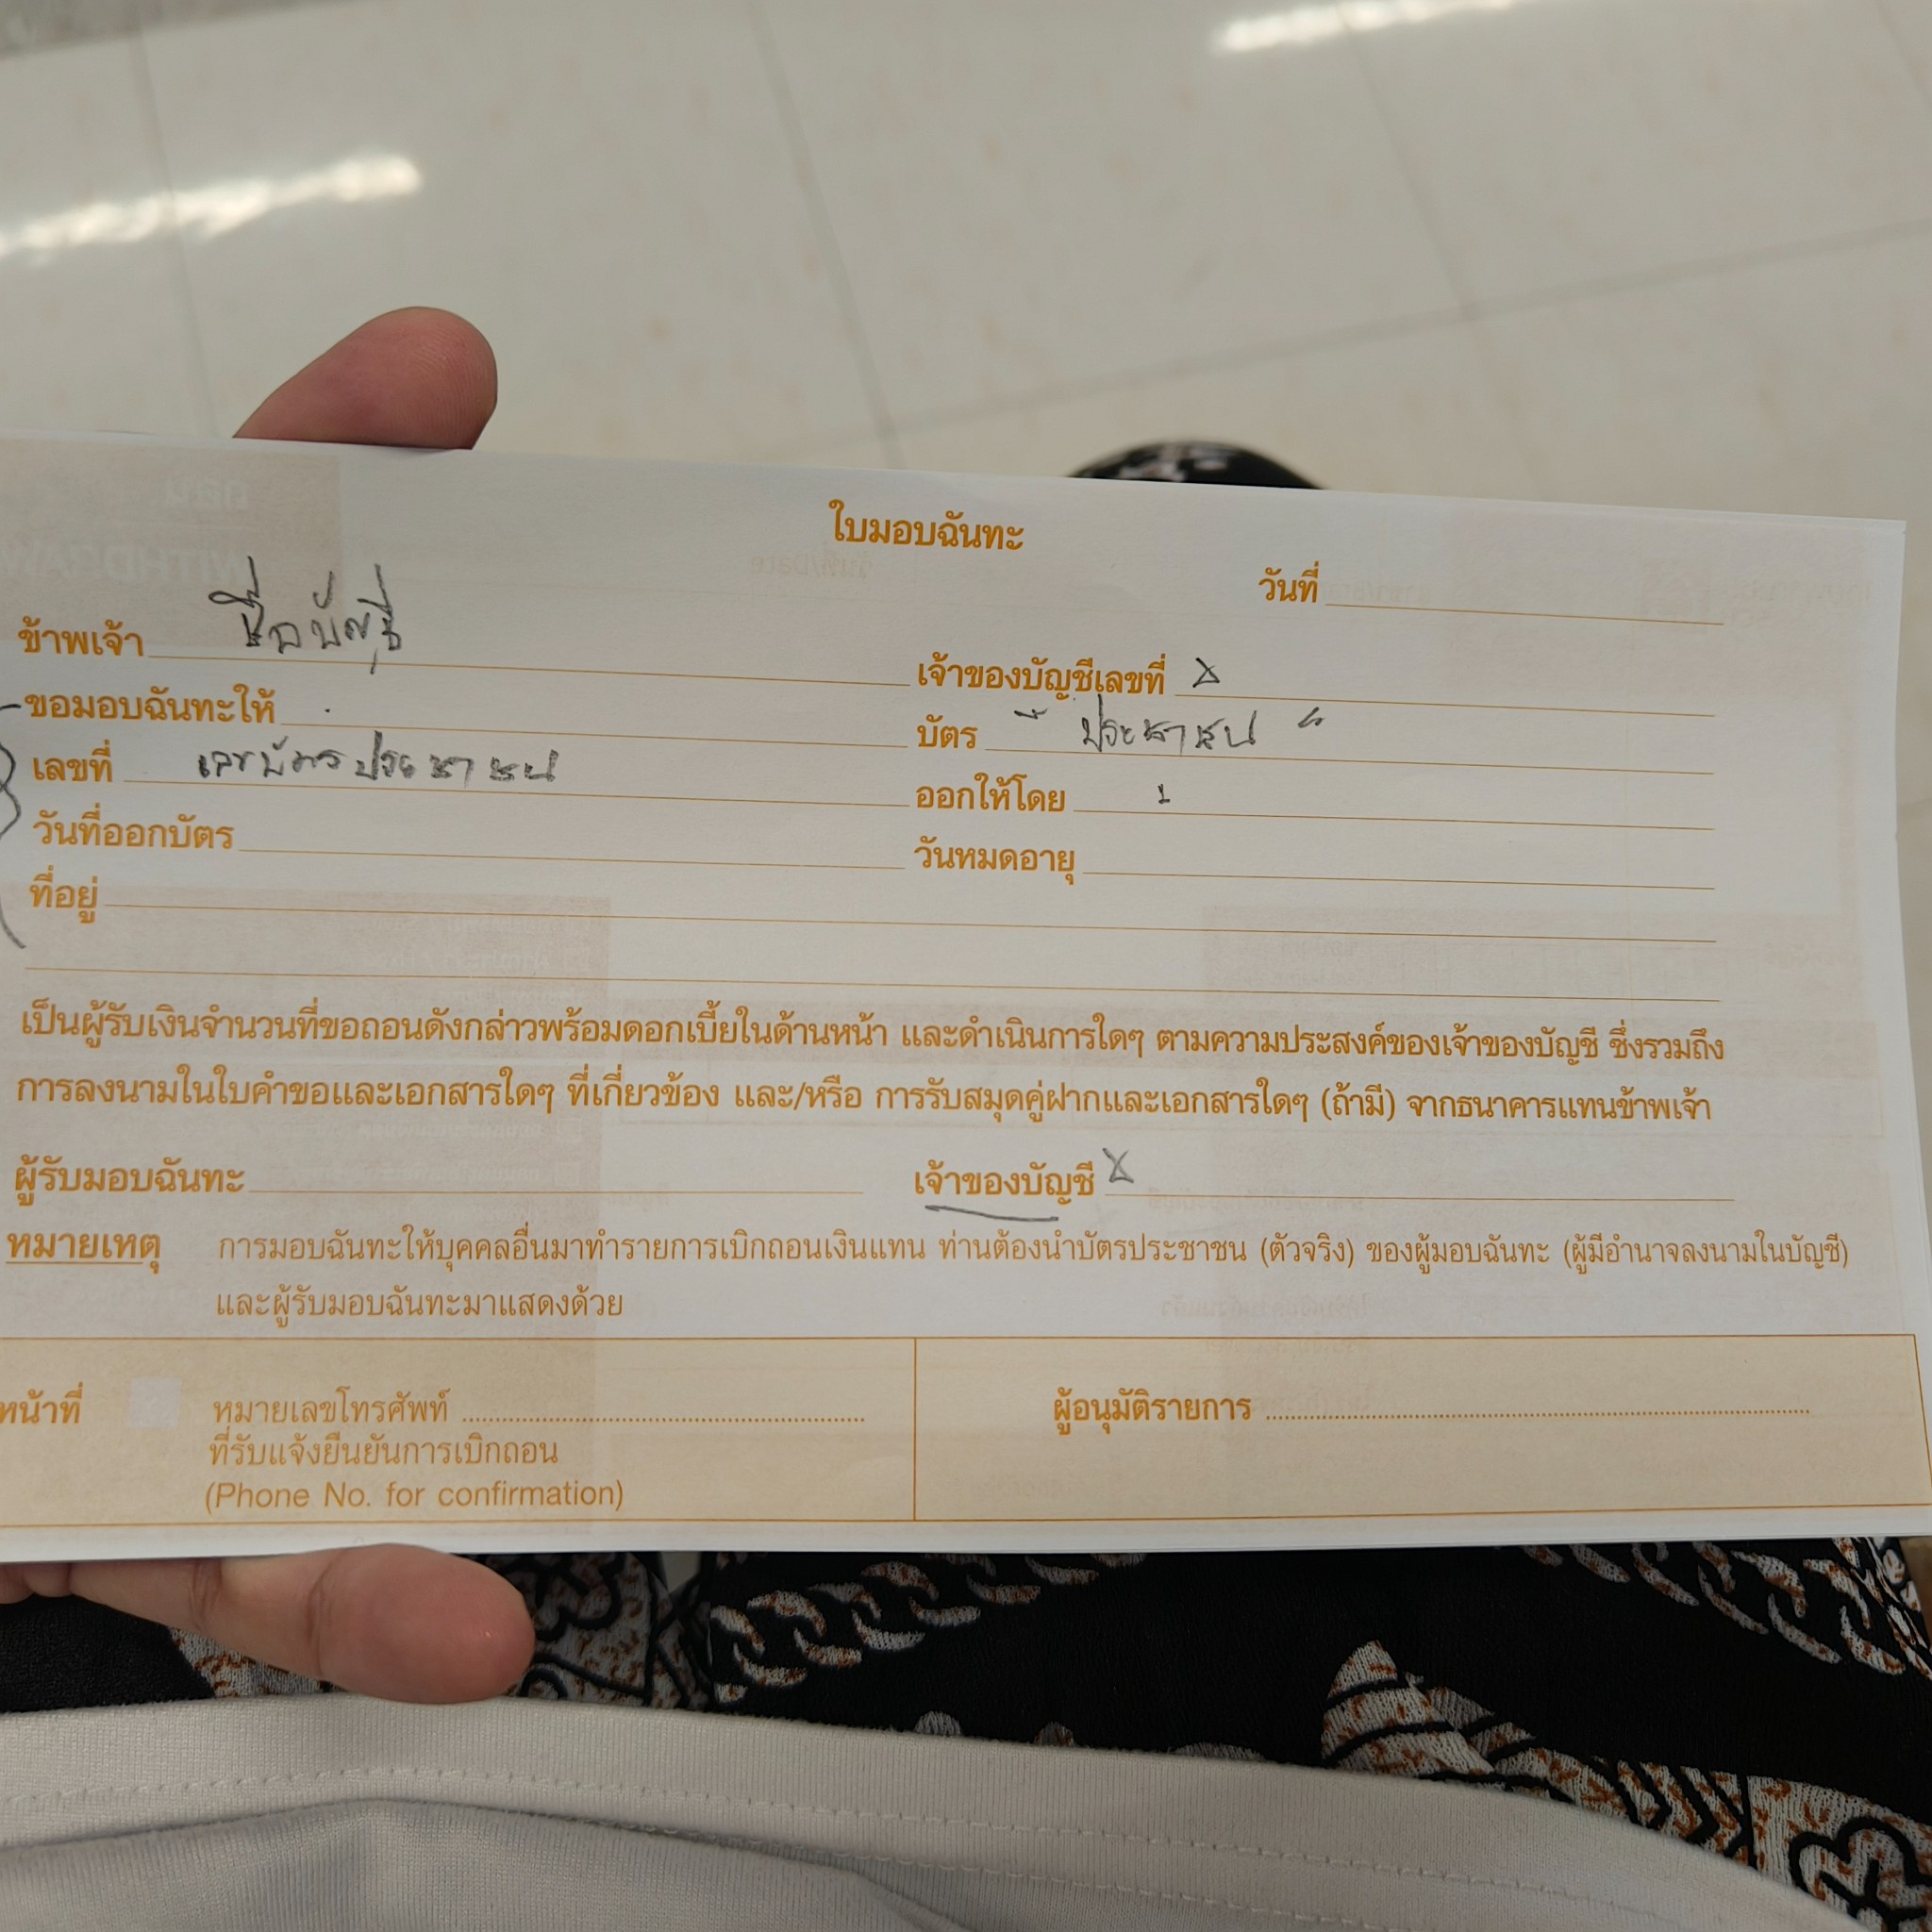 ใบมอบฉันทะ
วันที่
ข้าพเจ้า ชื่อบัญชี เจ้าของบัญชีเลขที่ X
ขอมอบฉันทะให้ บัตร " ประชาชน "
เลขที่ เลขบัตรประชาชน ออกให้โดย
วันที่ออกบัตร วันหมดอายุ
ที่อยู่
เป็นผู้รับเงินจำนวนที่ขอถอนดังกล่าวพร้อมดอกเบี้ยในด้านหน้า และดำเนินการใดๆ ตามความประสงค์ของเจ้าของบัญชี ซึ่งรวมถึง
การลงนามในใบคำขอและเอกสารใดๆ ที่เกี่ยวข้อง และ/หรือ การรับสมุดคู่ฝากและเอกสารใดๆ (ถ้ามี) จากธนาคารแทนข้าพเจ้า
ผู้รับมอบฉันทะ เจ้าของบัญชี X
หมายเหตุ การมอบฉันทะให้บุคคลอื่นมาทำรายการเบิกถอนเงินแทน ท่านต้องนำบัตรประชาชน (ตัวจริง) ของผู้มอบฉันทะ (ผู้มีอำนาจลงนามในบัญชี)
และผู้รับมอบฉันทะมาแสดงด้วย
หน้าที่ หมายเลขโทรศัพท์ ผู้อนุมัติรายการ
ที่รับแจ้งยืนยันการเบิกถอน
(Phone No. for confirmation)